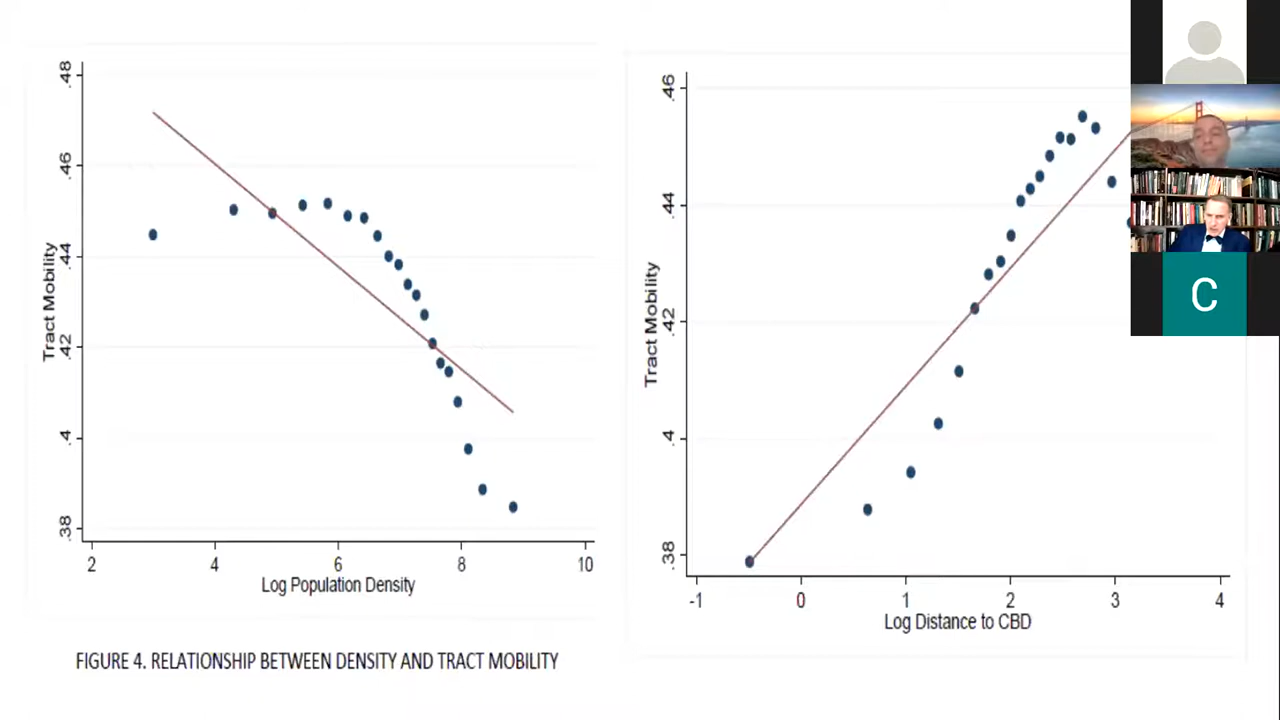 Tract Mobility
.48
.46
.44
.42
.4
.38
2 4 6 8 10
Log Population Density
FIGURE 4. RELATIONSHIP BETWEEN DENSITY AND TRACT MOBILITY
Tract Mobility
.46
.44
.42
.4
.38
-1 0 1 2 3 4
Log Distance to CBD
C